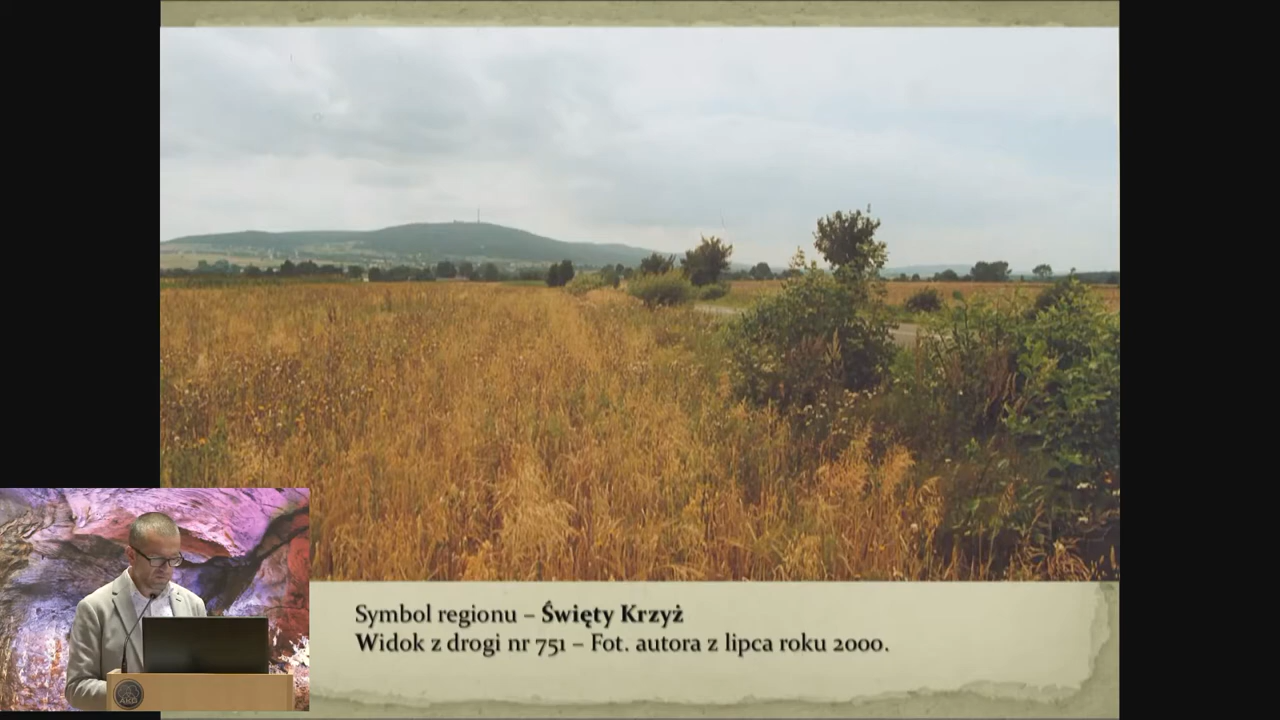 Symbol regionu – Święty Krzyż
Widok z drogi nr 751 – Fot. autora z lipca roku 2000.